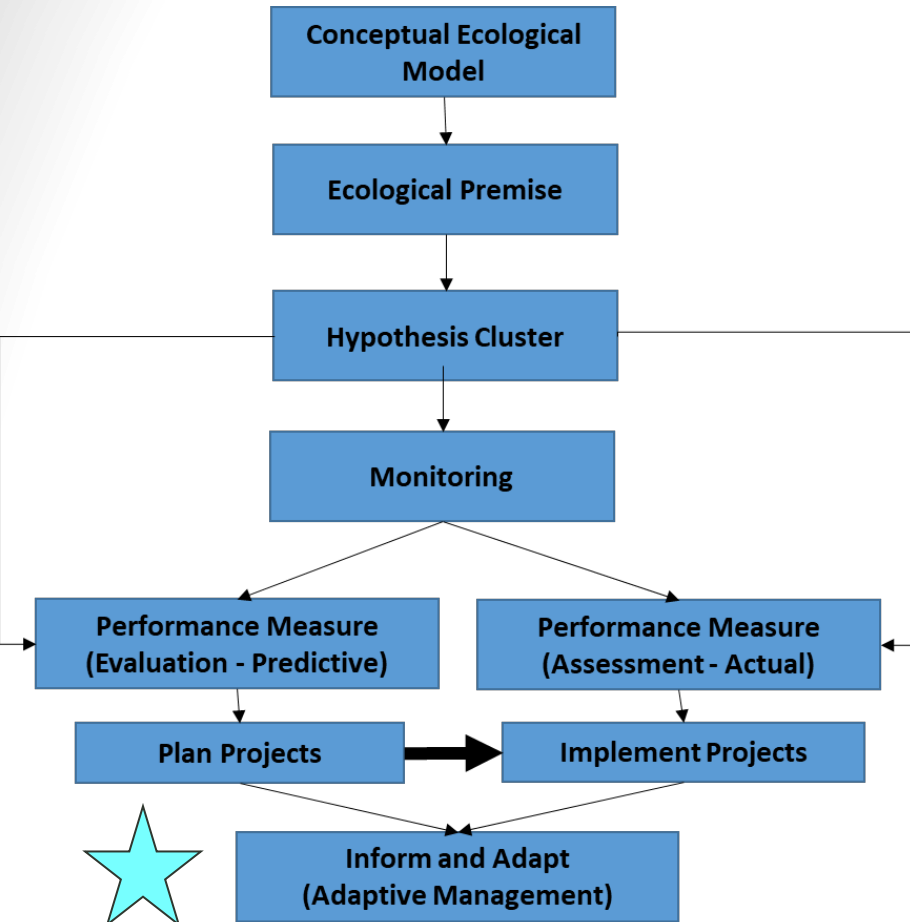 Conceptual Ecological
Model
Ecological Premise
Hypothesis Cluster
Monitoring
Performance Measure
(Evaluation - Predictive)
Performance Measure
(Assessment - Actual)
Plan Projects
Implement Projects
Inform and Adapt
(Adaptive Management)